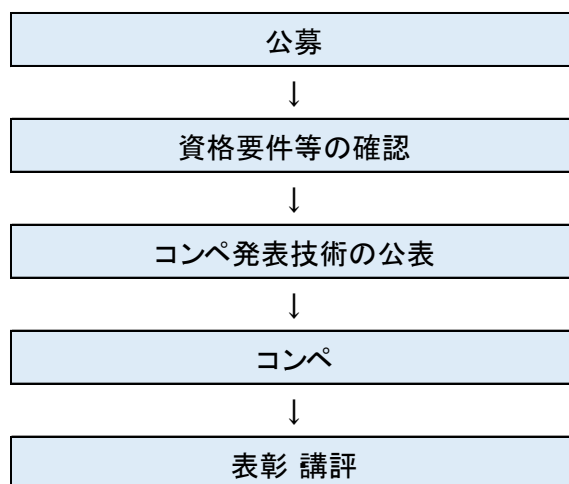 公募
↓
資格要件等の確認
↓
コンペ発表技術の公表
↓
コンペ
↓
表彰 講評